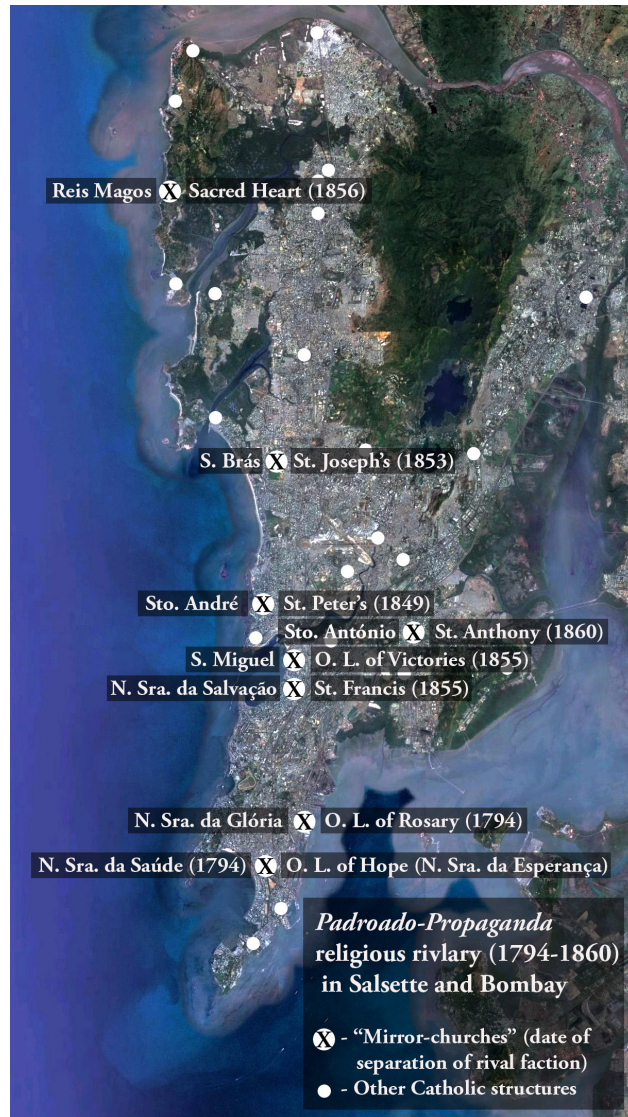 Reis Magos X Sacred Heart (1856)
S. Brás X St. Joseph's (1853)
Sto. André X St. Peter's (1849)
Sto. António X St. Anthony (1860)
S. Miguel X O. L. of Victories (1855)
N. Sra. da Salvação X St. Francis (1855)
N. Sra. da Glória X O. L. of Rosary (1794)
N. Sra. da Saúde (1794) X O. L. of Hope (N. Sra. da Esperança)
Padroado-Propaganda
religious rivlary (1794-1860)
in Salsette and Bombay
X - “Mirror-churches” (date of
separation of rival faction)
- Other Catholic structures